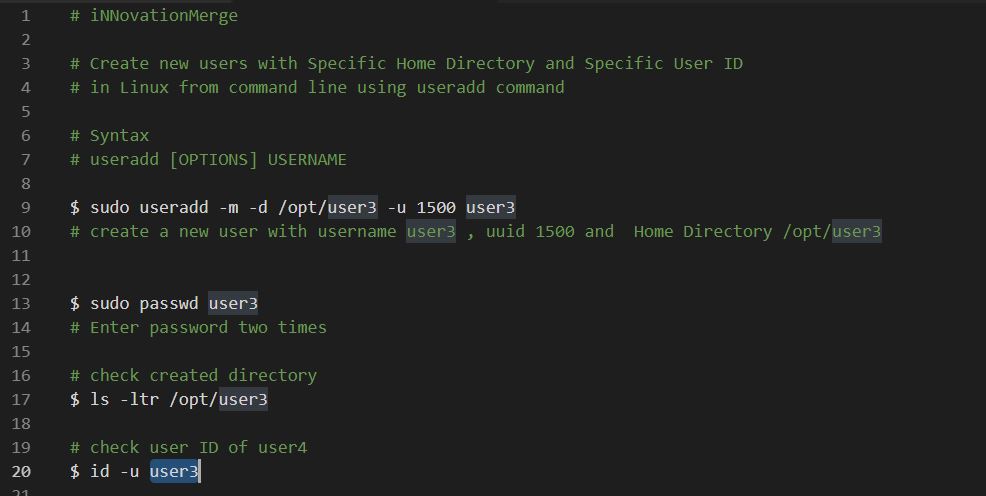 1 # iNNovationMerge
2
3 # Create new users with Specific Home Directory and Specific User ID
4 # in Linux from command line using useradd command
5
6 # Syntax
7 # useradd [OPTIONS] USERNAME
8
9 $ sudo useradd -m -d /opt/user3 -u 1500 user3
10 # create a new user with username user3 , uuid 1500 and  Home Directory /opt/user3
11
12
13 $ sudo passwd user3
14 # Enter password two times
15
16 # check created directory
17 $ ls -ltr /opt/user3
18
19 # check user ID of user4
20 $ id -u user3
21